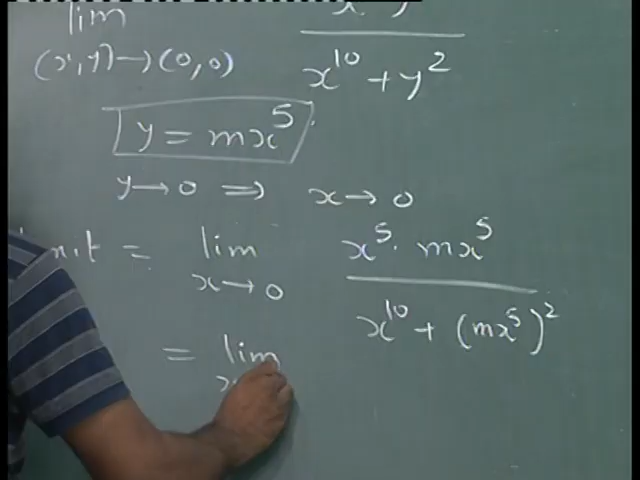 lim
(x, y) → (0, 0)
x^10 + y^2
y = mx^5
y → 0 ⟹ x → 0
= lim x → 0 x^5 · mx^5 / x^10 + (mx^5)^2
= lim